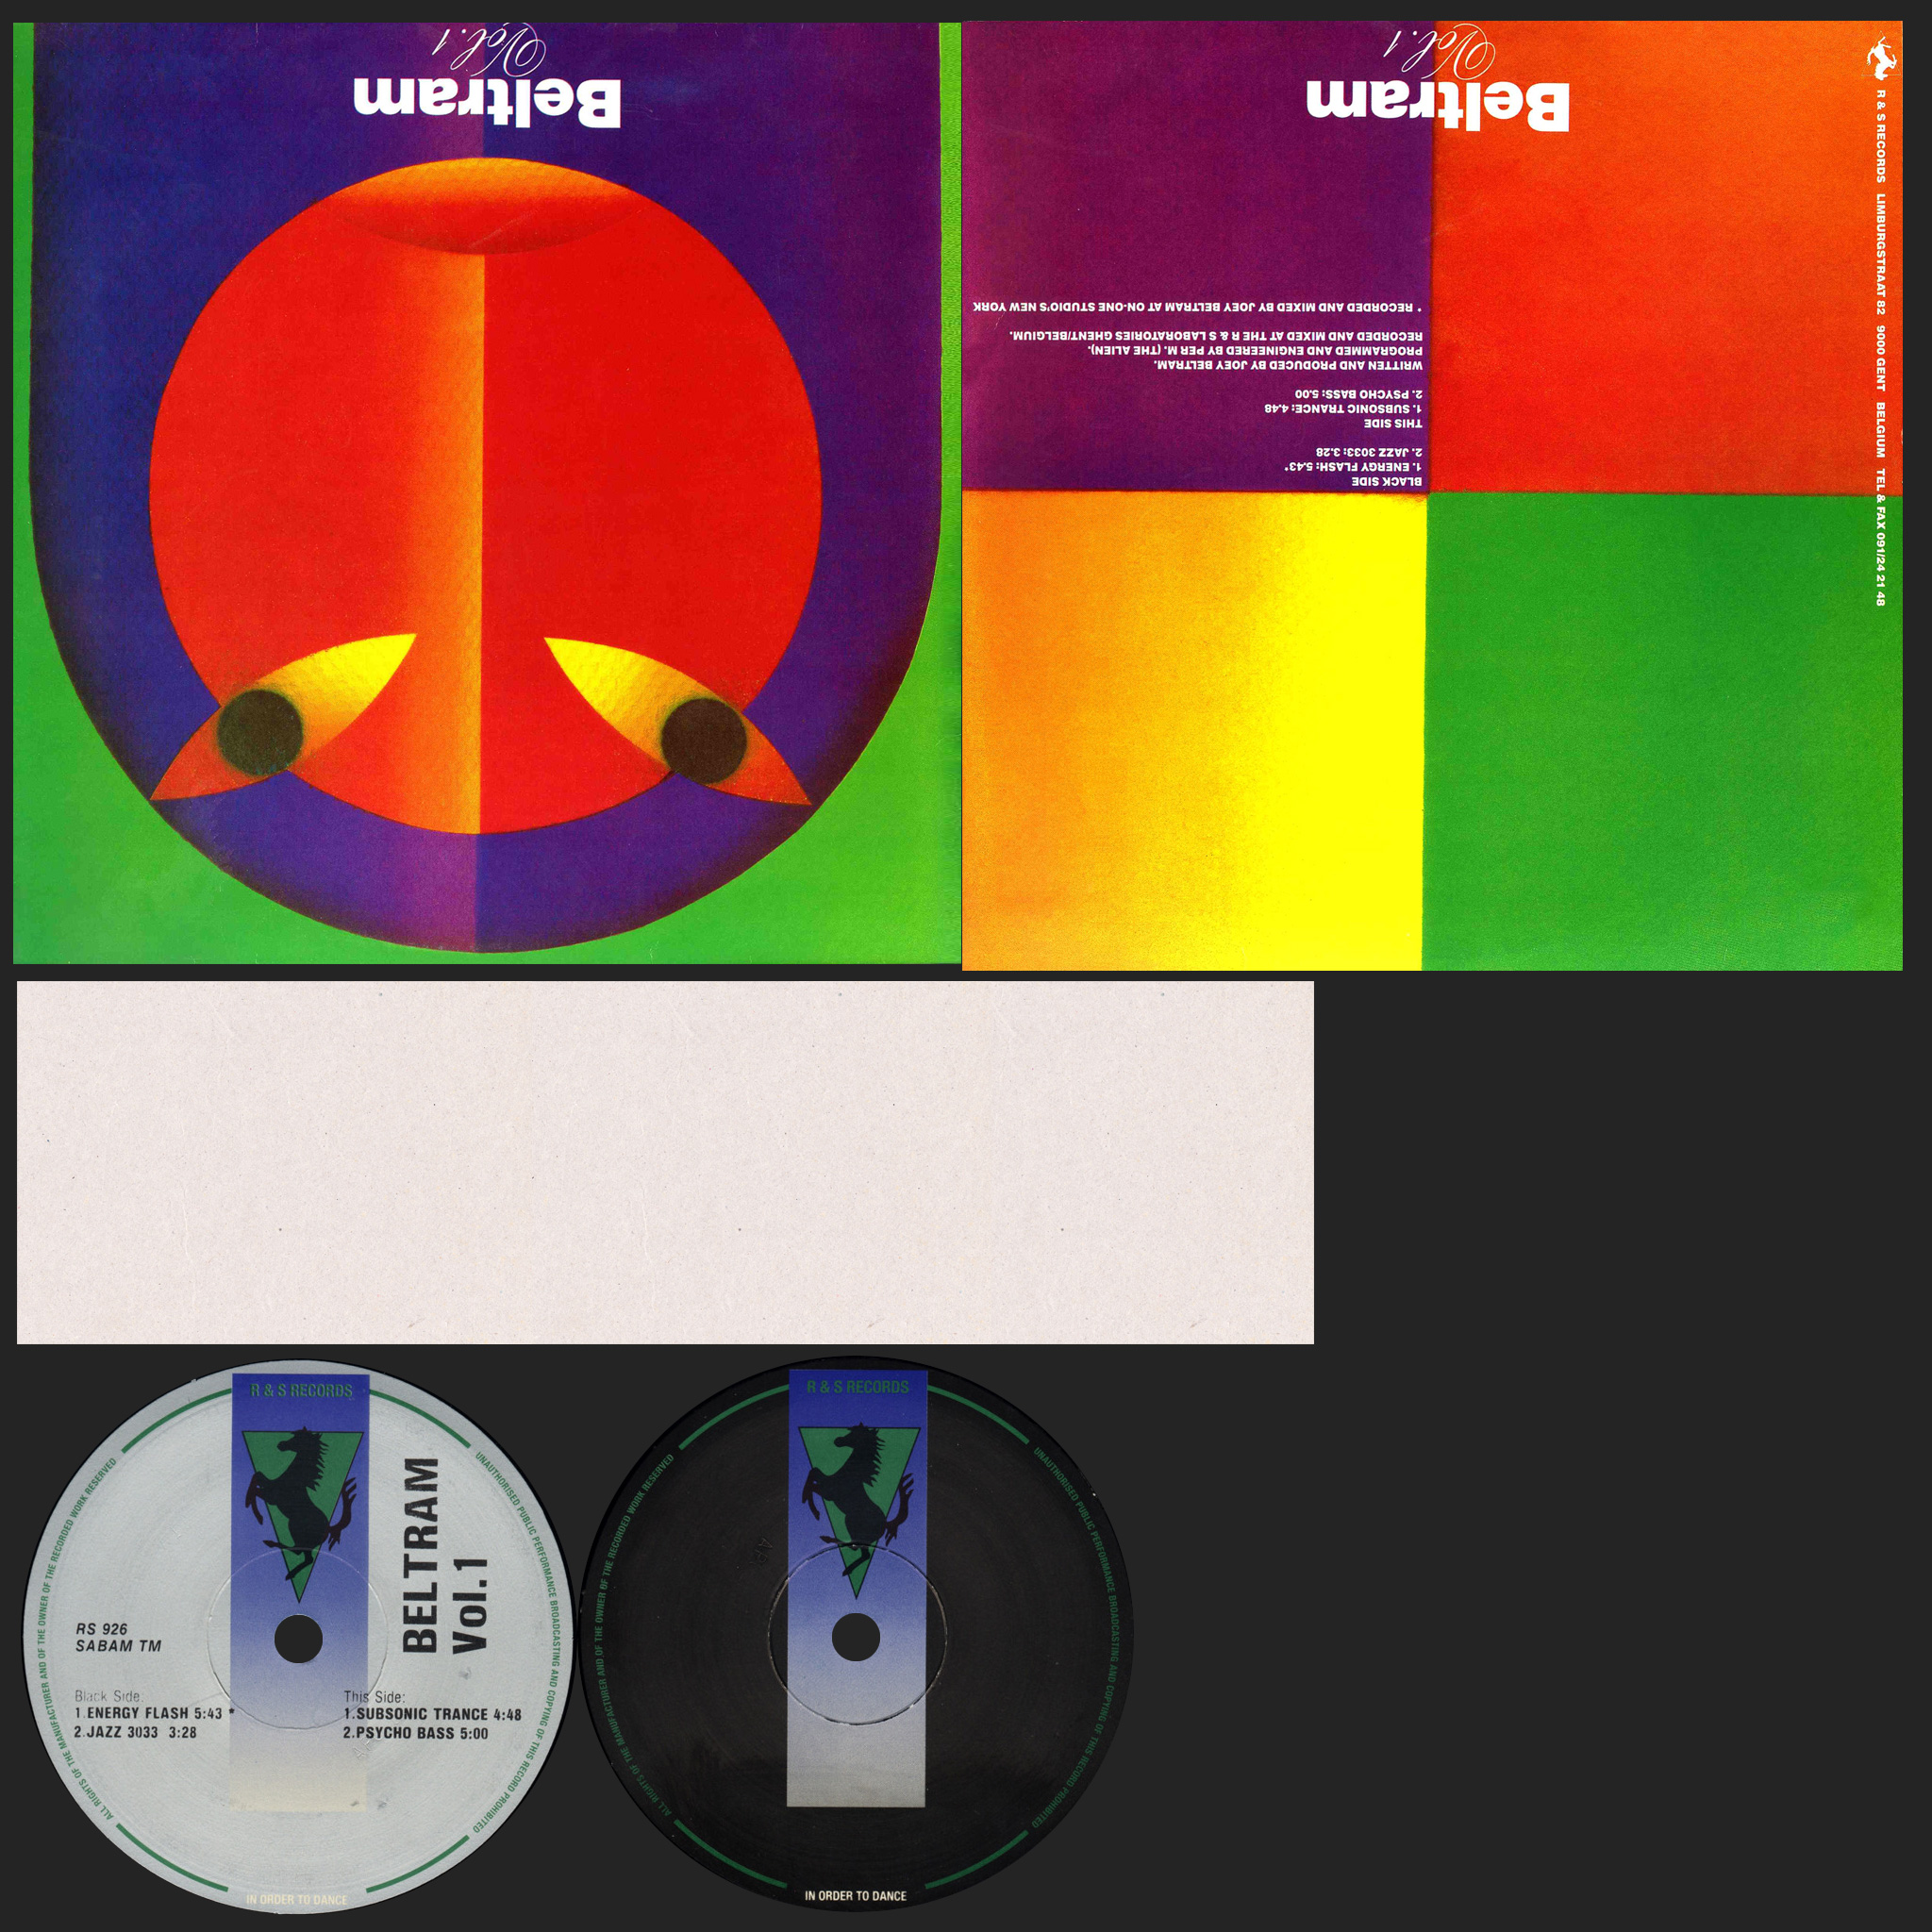 Beltram
Vol.1
Beltram
Vol.1
BLACK SIDE
1. ENERGY FLASH: 5.43*
2. JAZZ 3033: 3.28
THIS SIDE
1. SUBSONIC TRANCE: 4.48
2. PSYCHO BASS: 5.00
WRITTEN AND PRODUCED BY JOEY BELTRAM.
PROGRAMMED AND ENGINEERED BY PER M. (THE ALIEN).
RECORDED AND MIXED AT THE R & S LABORATORIES GHENT/BELGIUM.
* RECORDED AND MIXED BY JOEY BELTRAM AT ON-ONE STUDIO'S NEW YORK
R & S RECORDS LIMBURGSTRAAT 82 9000 GENT BELGIUM TEL & FAX 091/24 21 48
R & S RECORDS
ALL RIGHTS OF THE MANUFACTURER AND OF THE OWNER OF THE RECORDED WORK RESERVED
UNAUTHORISED PUBLIC PERFORMANCE BROADCASTING AND COPYING OF THIS RECORD PROHIBITED
BELTRAM
Vol.1
RS 926
SABAM TM
Black Side:
1.ENERGY FLASH 5:43 *
2.JAZZ 3033 3:28
This Side:
1.SUBSONIC TRANCE 4:48
2.PSYCHO BASS 5:00
IN ORDER TO DANCE
R & S RECORDS
ALL RIGHTS OF THE MANUFACTURER AND OF THE OWNER OF THE RECORDED WORK RESERVED
UNAUTHORISED PUBLIC PERFORMANCE BROADCASTING AND COPYING OF THIS RECORD PROHIBITED
IN ORDER TO DANCE